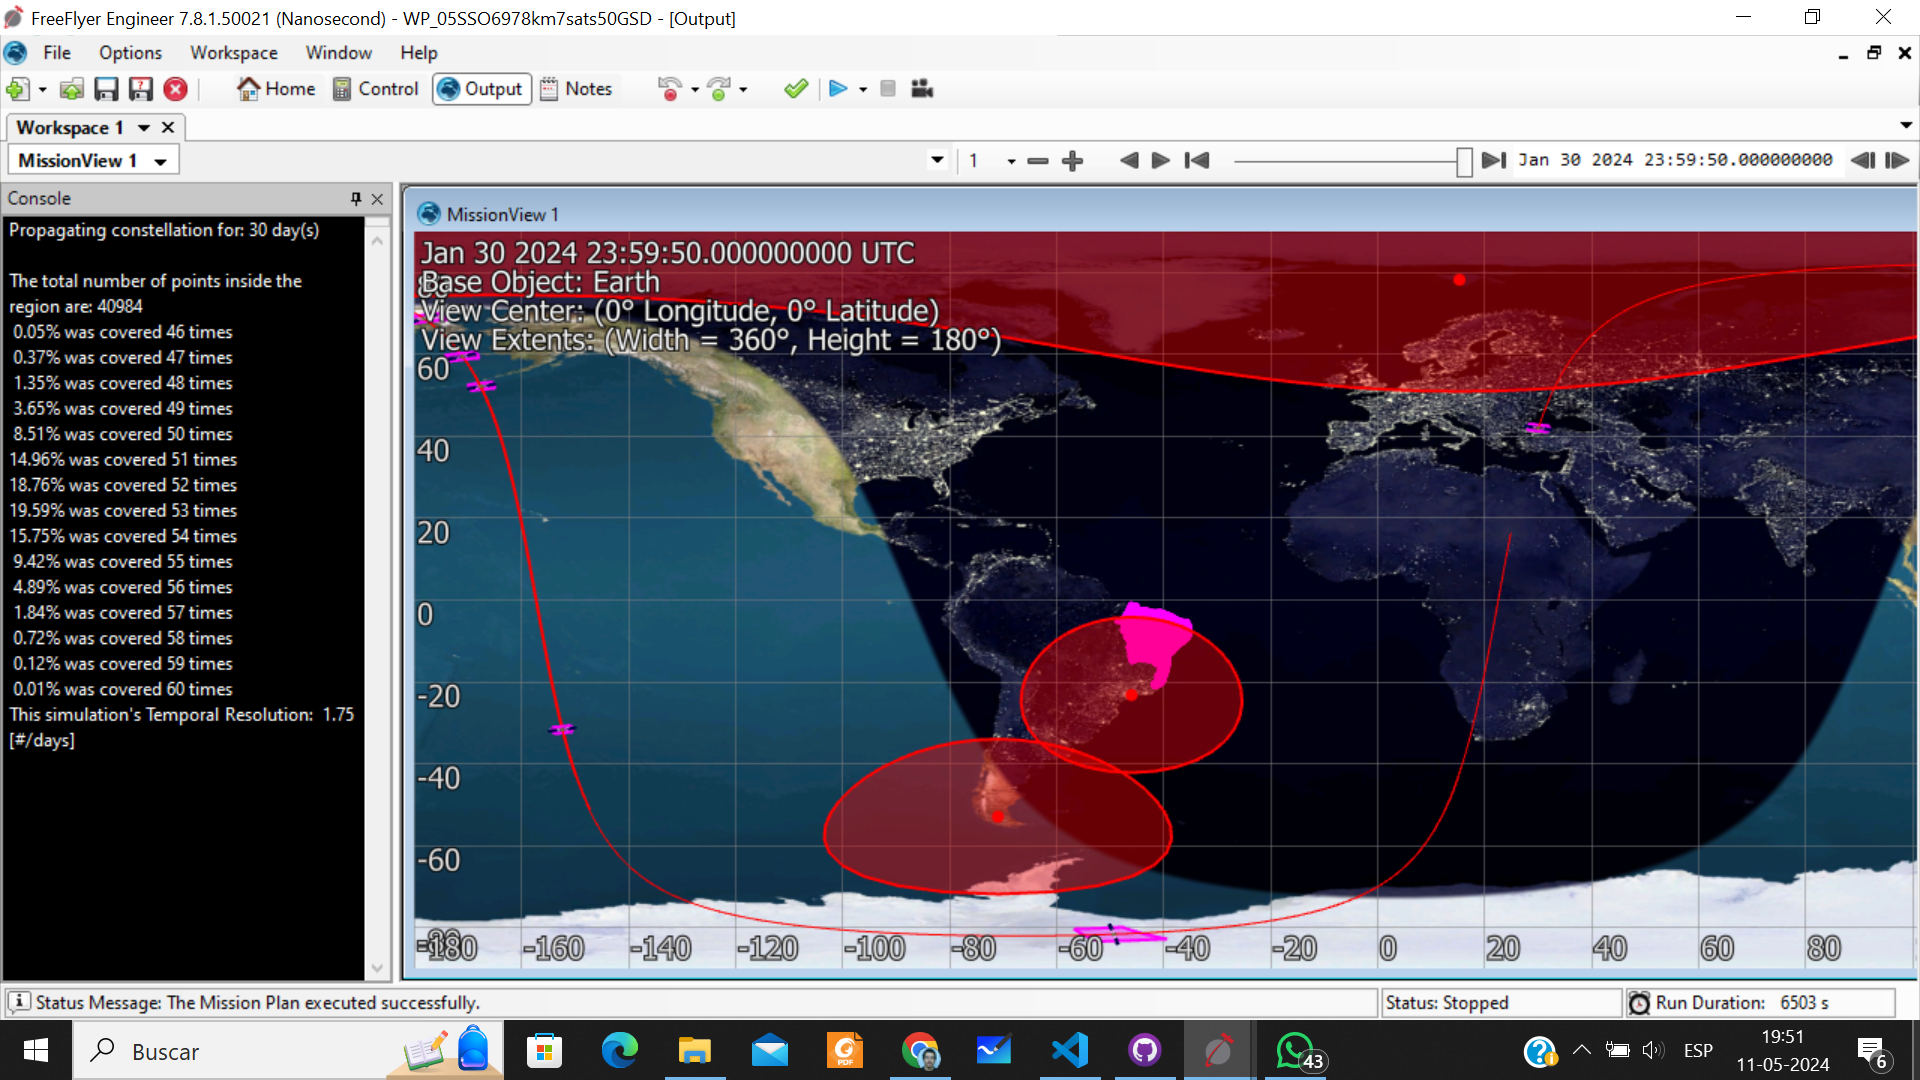 FreeFlyer Engineer 7.8.1.50021 (Nanosecond) - WP_05SSO6978km7sats50GSD - [Output]
File Options Workspace Window Help
Home Control Output Notes
Workspace 1
MissionView 1
1
Jan 30 2024 23:59:50.000000000
Console
Propagating constellation for: 30 day(s)
The total number of points inside the
region are: 40984
0.05% was covered 46 times
0.37% was covered 47 times
1.35% was covered 48 times
3.65% was covered 49 times
8.51% was covered 50 times
14.96% was covered 51 times
18.76% was covered 52 times
19.59% was covered 53 times
15.75% was covered 54 times
9.42% was covered 55 times
4.89% was covered 56 times
1.84% was covered 57 times
0.72% was covered 58 times
0.12% was covered 59 times
0.01% was covered 60 times
This simulation's Temporal Resolution: 1.75
[#/days]
MissionView 1
Jan 30 2024 23:59:50.000000000 UTC
Base Object: Earth
View Center: (0° Longitude, 0° Latitude)
View Extents: (Width = 360°, Height = 180°)
60
40
20
0
-20
-40
-60
-180 -160 -140 -120 -100 -80 -60 -40 -20 0 20 40 60 80
Status Message: The Mission Plan executed successfully.
Status: Stopped
Run Duration: 6503 s
Buscar
PDF
43
ESP
19:51
11-05-2024
6